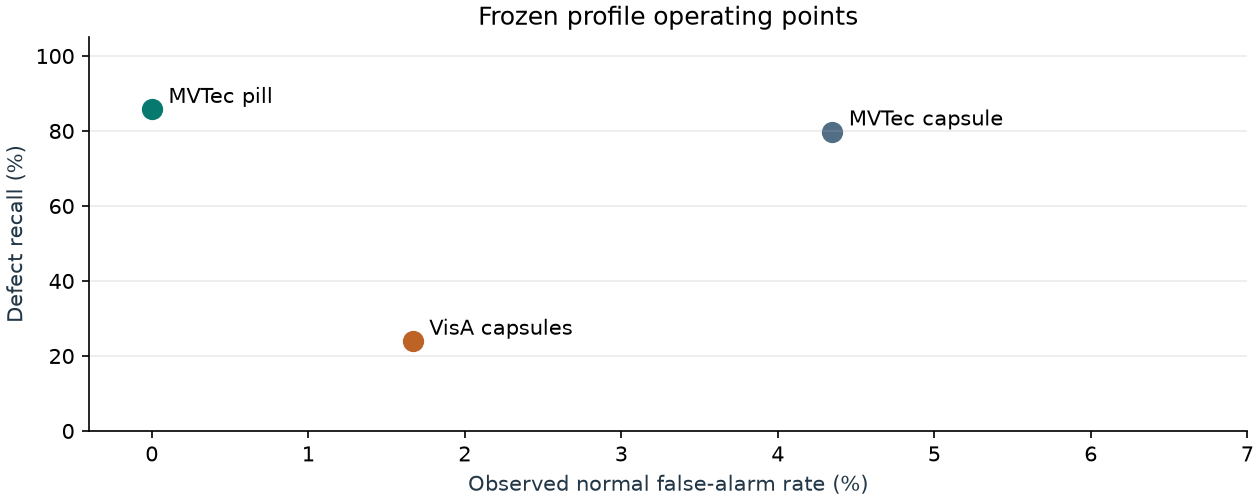 Frozen profile operating points
100
80
60
40
20
0
Defect recall (%)
MVTec pill
MVTec capsule
VisA capsules
0 1 2 3 4 5 6 7
Observed normal false-alarm rate (%)